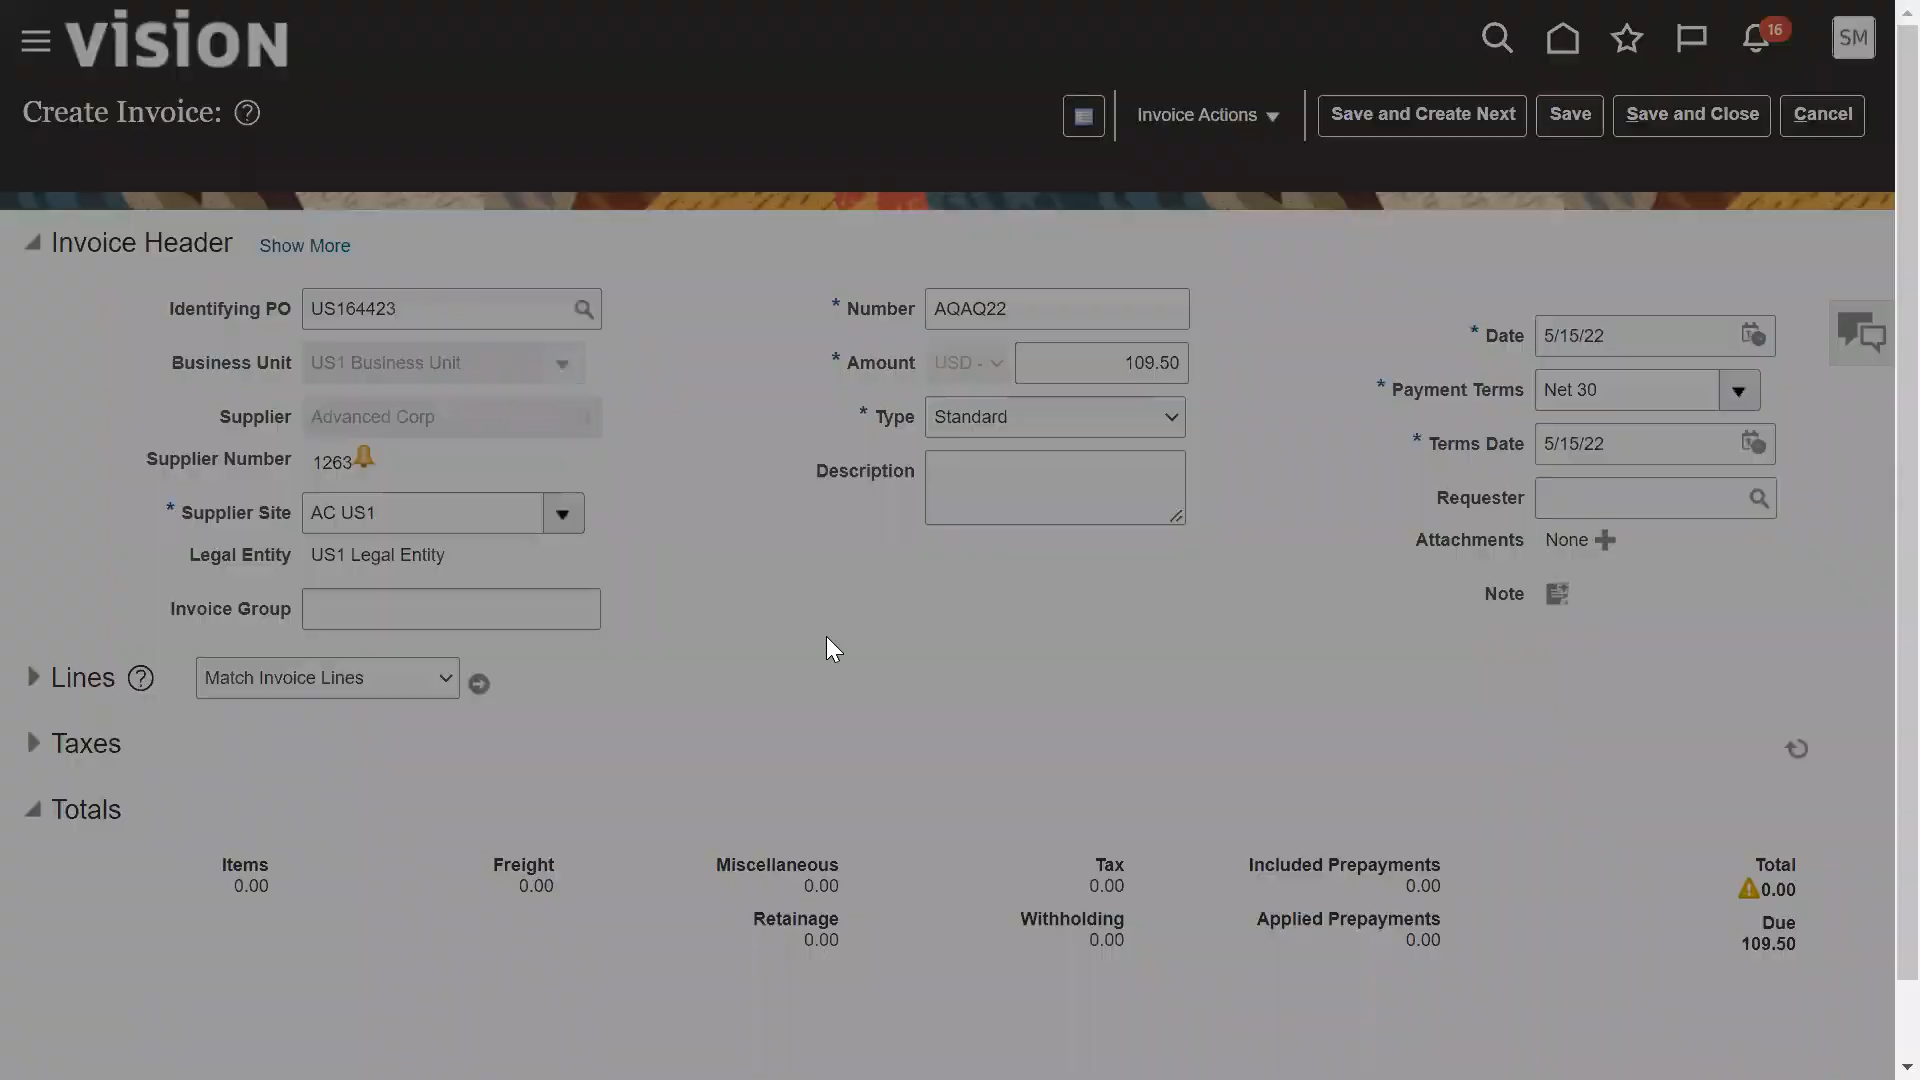 vision
16
SM
Create Invoice: ?
Invoice Actions
Save and Create Next
Save
Save and Close
Cancel
Invoice Header
Show More
Identifying PO US164423
Business Unit US1 Business Unit
Supplier Advanced Corp
Supplier Number 1263
* Supplier Site AC US1
Legal Entity US1 Legal Entity
Invoice Group
* Number AQAQ22
* Amount USD - 109.50
* Type Standard
Description
* Date 5/15/22
* Payment Terms Net 30
* Terms Date 5/15/22
Requester
Attachments None
Note
Lines ? Match Invoice Lines
Taxes
Totals
Items Freight Miscellaneous Tax Included Prepayments Total
0.00 0.00 0.00 0.00 0.00 0.00
Retainage Withholding Applied Prepayments Due
0.00 0.00 0.00 109.50